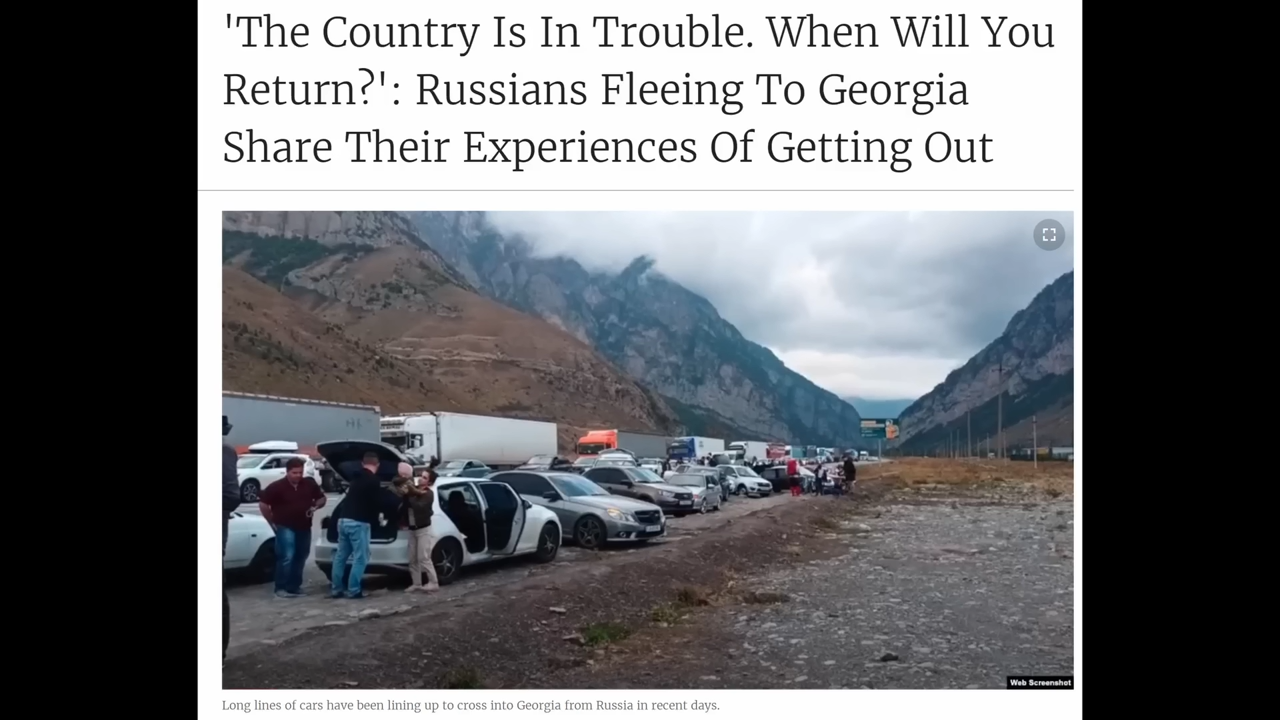 'The Country Is In Trouble. When Will You
Return?': Russians Fleeing To Georgia
Share Their Experiences Of Getting Out
Web Screenshot
Long lines of cars have been lining up to cross into Georgia from Russia in recent days.